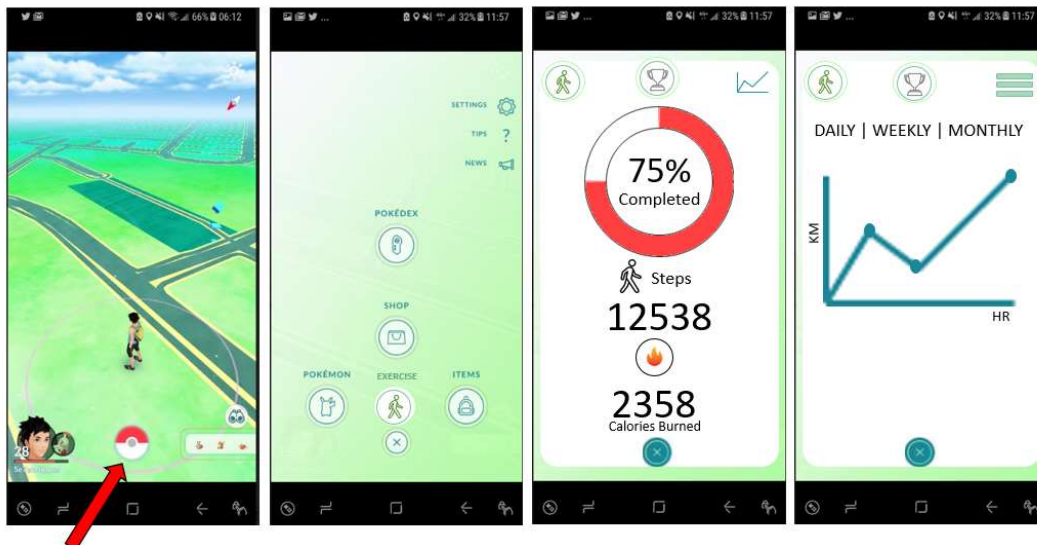 66% 06:12
28
... 32% 11:57
SETTINGS
TIPS ?
NEWS
POKÉDEX
SHOP
POKÉMON EXERCISE ITEMS
... 32% 11:57
75%
Completed
Steps
12538
2358
Calories Burned
... 32% 11:57
DAILY | WEEKLY | MONTHLY
KM
HR